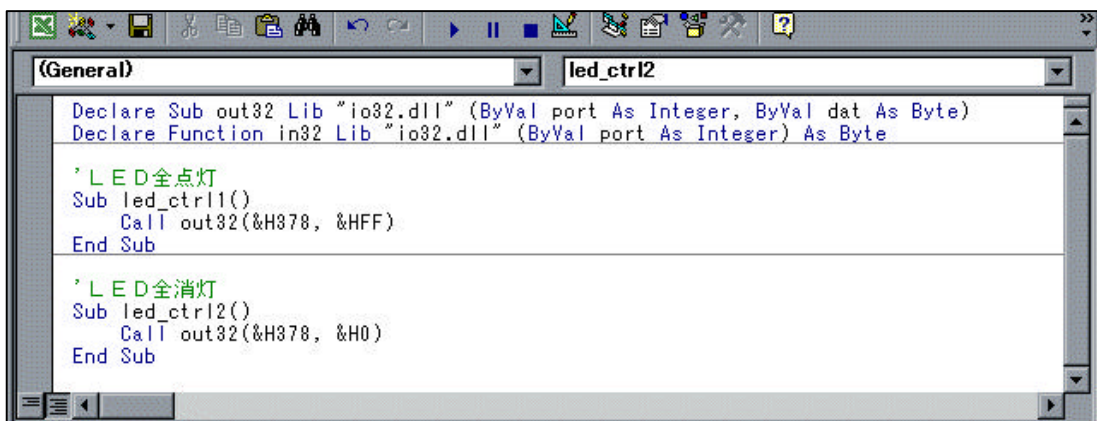 (General)
led_ctrl2
Declare Sub out32 Lib "io32.dll" (ByVal port As Integer, ByVal dat As Byte)
Declare Function in32 Lib "io32.dll" (ByVal port As Integer) As Byte
'ＬＥＤ全点灯
Sub led_ctrl1()
Call out32(&H378, &HFF)
End Sub
'ＬＥＤ全消灯
Sub led_ctrl2()
Call out32(&H378, &H0)
End Sub